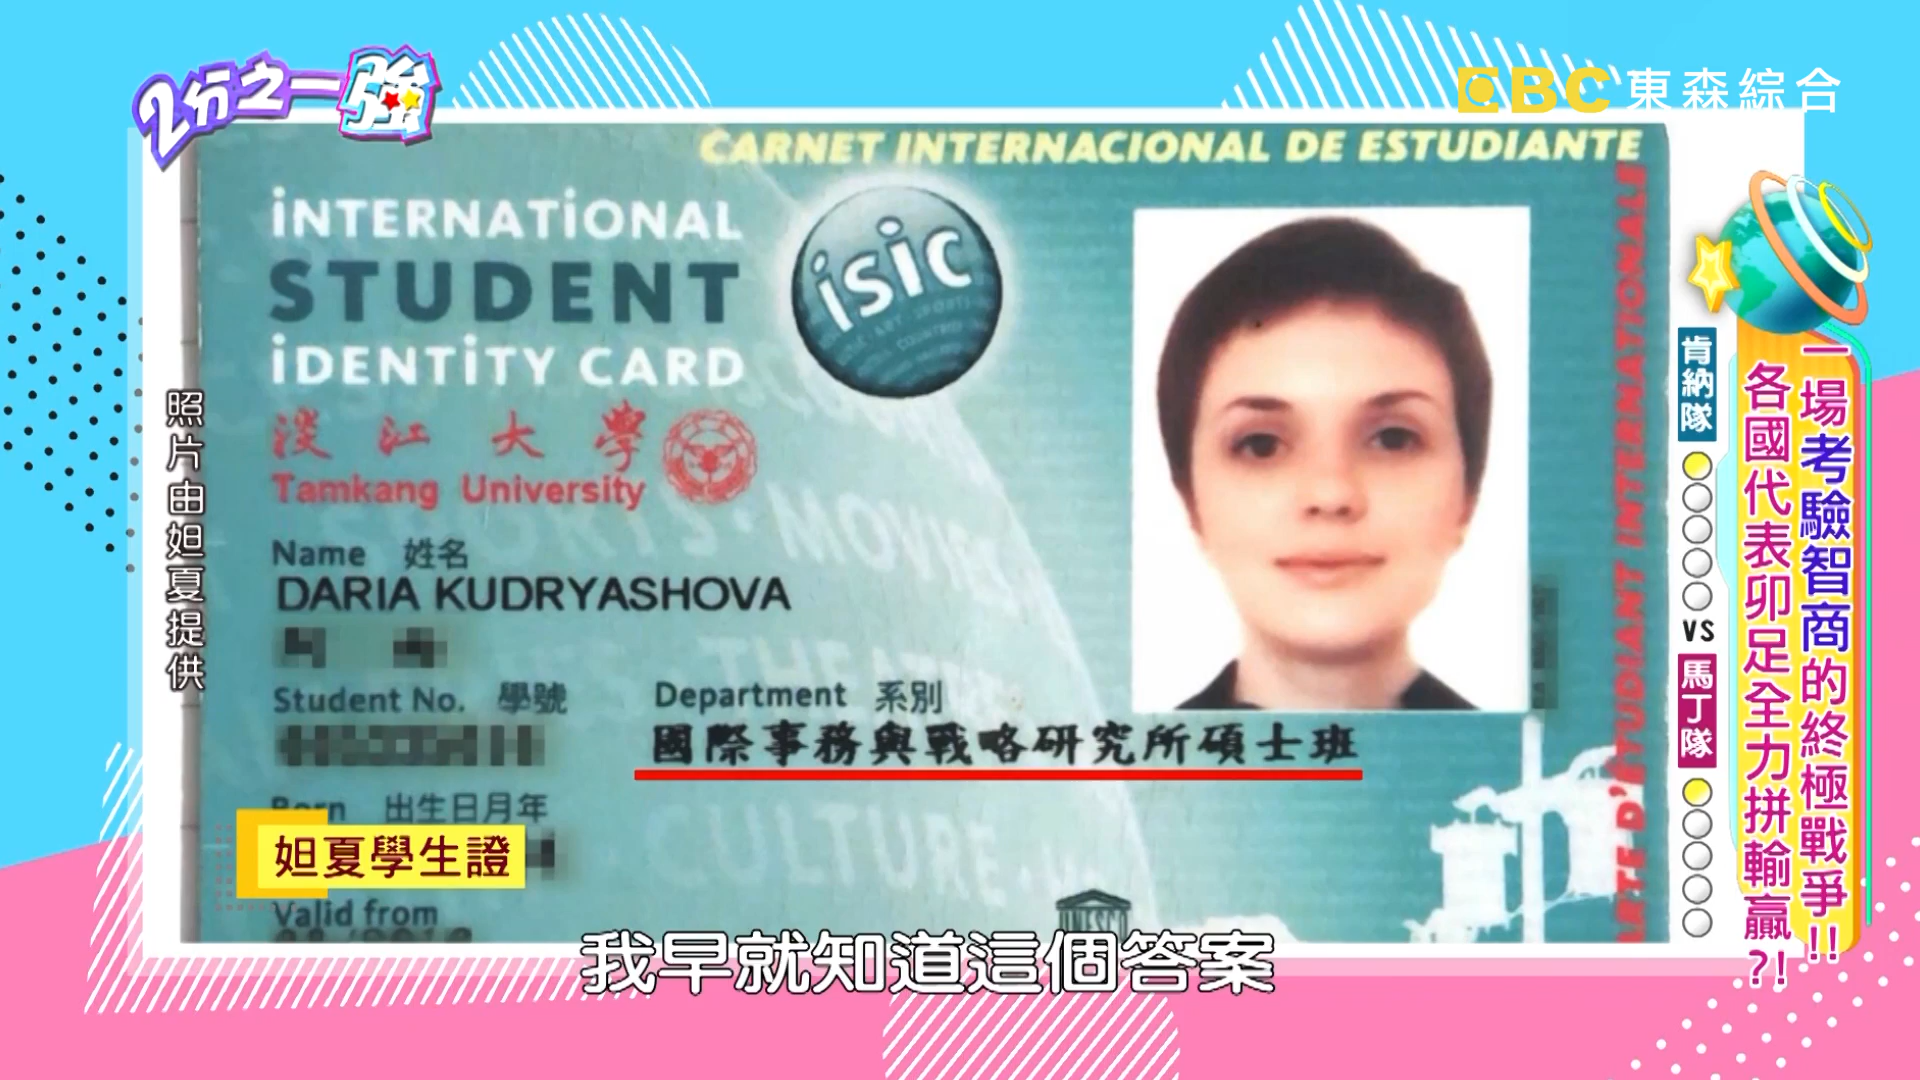 2分之一強
EBC 東森綜合
CARNET INTERNACIONAL DE ESTUDIANTE
iNTERNATiONAL
STUDENT
iDENTiTY CARD
isic
淡江大學
Tamkang University
Name 姓名
DARIA KUDRYASHOVA
Student No. 學號
Department 系別
國際事務與戰略研究所碩士班
Born 出生日月年
妲夏學生證
Valid from
UNESCO
照片由妲夏提供
一場考驗智商的終極戰爭!!
各國代表卯足全力拼輸贏?!
肯納隊
VS
馬丁隊
我早就知道這個答案